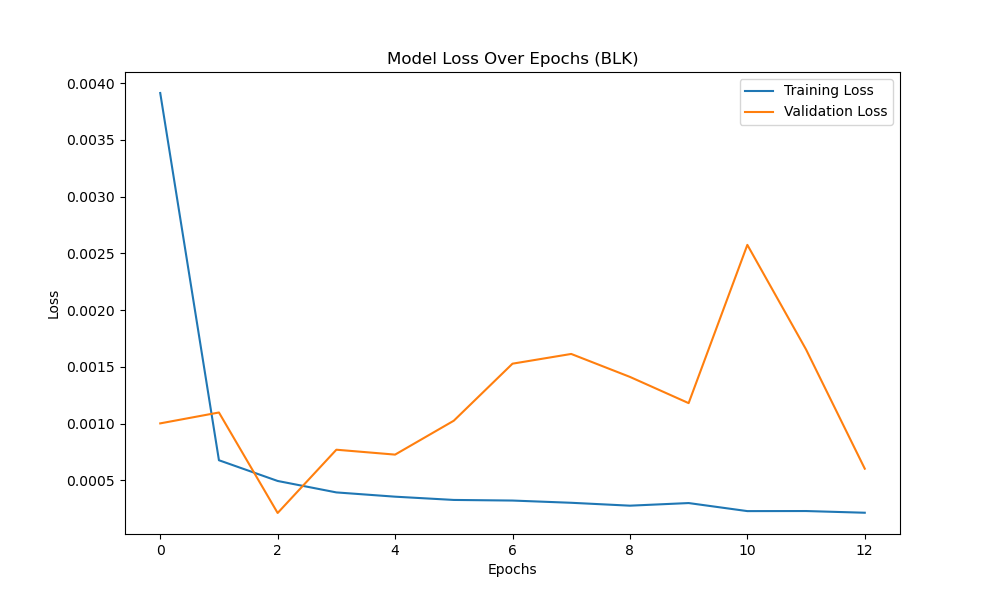 Model Loss Over Epochs (BLK)
Training Loss
Validation Loss
0.0040
0.0035
0.0030
0.0025
0.0020
0.0015
0.0010
0.0005
Loss
0 2 4 6 8 10 12
Epochs